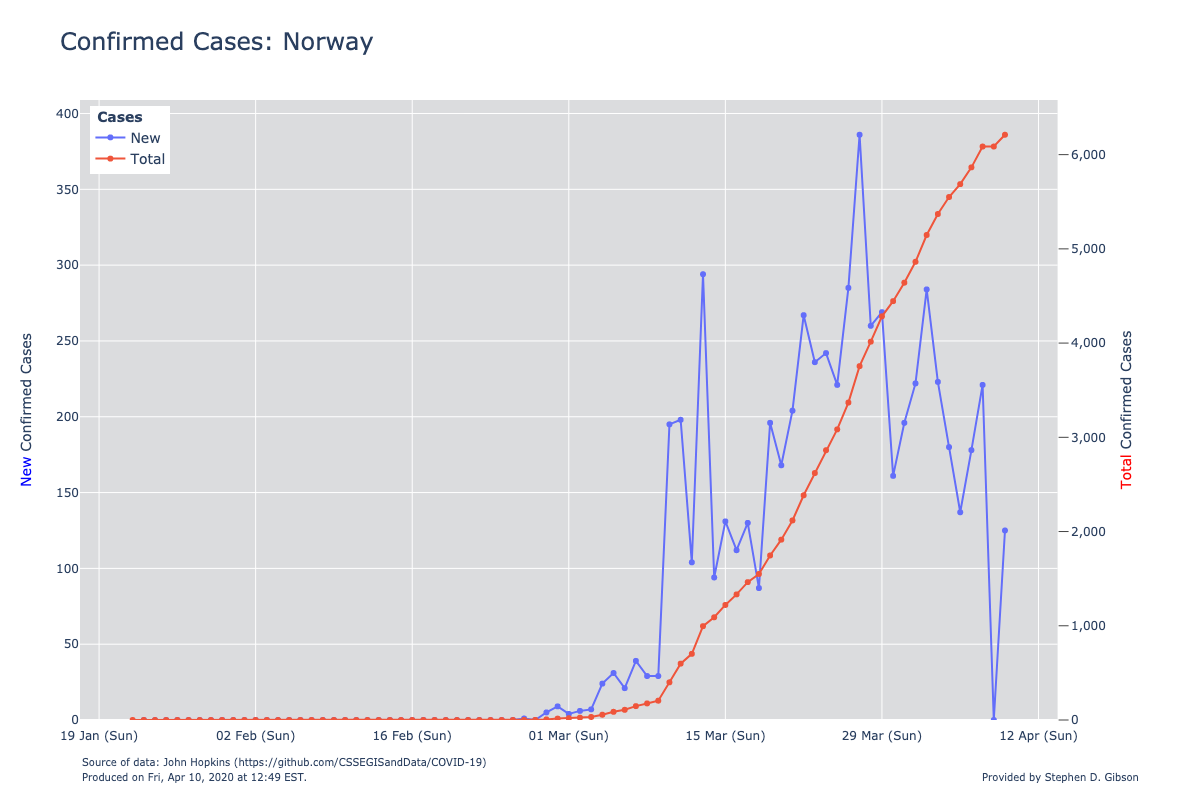 Confirmed Cases: Norway
Cases
New
Total
400
350
300
250
200
150
100
50
0
6,000
5,000
4,000
3,000
2,000
1,000
0
New Confirmed Cases
Total Confirmed Cases
19 Jan (Sun)
02 Feb (Sun)
16 Feb (Sun)
01 Mar (Sun)
15 Mar (Sun)
29 Mar (Sun)
12 Apr (Sun)
Source of data: John Hopkins (https://github.com/CSSEGISandData/COVID-19)
Produced on Fri, Apr 10, 2020 at 12:49 EST.
Provided by Stephen D. Gibson